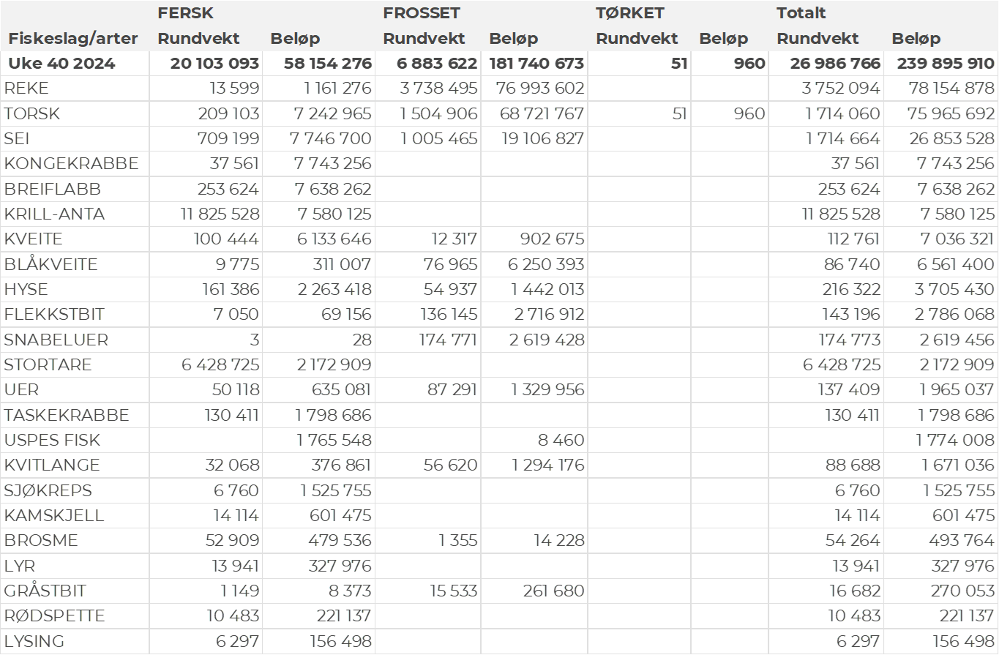 FERSK FROSSET TØRKET Totalt
Fiskeslag/arter Rundvekt Beløp Rundvekt Beløp Rundvekt Beløp Rundvekt Beløp
Uke 40 2024 20 103 093 58 154 276 6 883 622 181 740 673 51 960 26 986 766 239 895 910
REKE 13 599 1 161 276 3 738 495 76 993 602 3 752 094 78 154 878
TORSK 209 103 7 242 965 1 504 906 68 721 767 51 960 1 714 060 75 965 692
SEI 709 199 7 746 700 1 005 465 19 106 827 1 714 664 26 853 528
KONGEKRABBE 37 561 7 743 256 37 561 7 743 256
BREIFLABB 253 624 7 638 262 253 624 7 638 262
KRILL-ANTA 11 825 528 7 580 125 11 825 528 7 580 125
KVEITE 100 444 6 133 646 12 317 902 675 112 761 7 036 321
BLÅKVEITE 9 775 311 007 76 965 6 250 393 86 740 6 561 400
HYSE 161 386 2 263 418 54 937 1 442 013 216 322 3 705 430
FLEKKSTBIT 7 050 69 156 136 145 2 716 912 143 196 2 786 068
SNABELUER 3 28 174 771 2 619 428 174 773 2 619 456
STORTARE 6 428 725 2 172 909 6 428 725 2 172 909
UER 50 118 635 081 87 291 1 329 956 137 409 1 965 037
TASKEKRABBE 130 411 1 798 686 130 411 1 798 686
USPES FISK 1 765 548 8 460 1 774 008
KVITLANGE 32 068 376 861 56 620 1 294 176 88 688 1 671 036
SJØKREPS 6 760 1 525 755 6 760 1 525 755
KAMSKJELL 14 114 601 475 14 114 601 475
BROSME 52 909 479 536 1 355 14 228 54 264 493 764
LYR 13 941 327 976 13 941 327 976
GRÅSTBIT 1 149 8 373 15 533 261 680 16 682 270 053
RØDSPETTE 10 483 221 137 10 483 221 137
LYSING 6 297 156 498 6 297 156 498